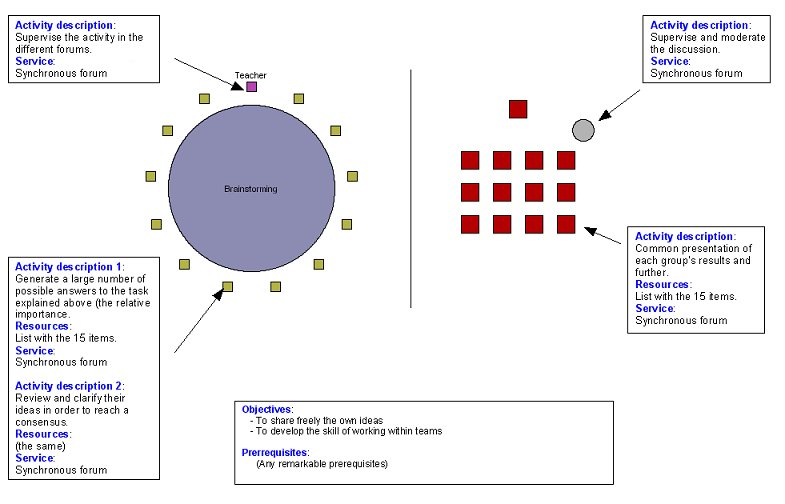 Activity description:
Supervise the activity in the
different forums.
Service:
Synchronous forum
Teacher
Brainstorming
Activity description 1:
Generate a large number of
possible answers to the task
explained above (the relative
importance.
Resources:
List with the 15 items.
Service:
Synchronous forum
Activity description 2:
Review and clarify their
ideas in order to reach a
consensus.
Resources:
(the same)
Service:
Synchronous forum
Activity description:
Supervise and moderate
the discussion.
Service:
Synchronous forum
Activity description:
Common presentation of
each group's results and
further.
Resources:
List with the 15 items.
Service:
Synchronous forum
Objectives:
- To share freely the own ideas
- To develop the skill of working within teams
Prerequisites:
(Any remarkable prerequisites)